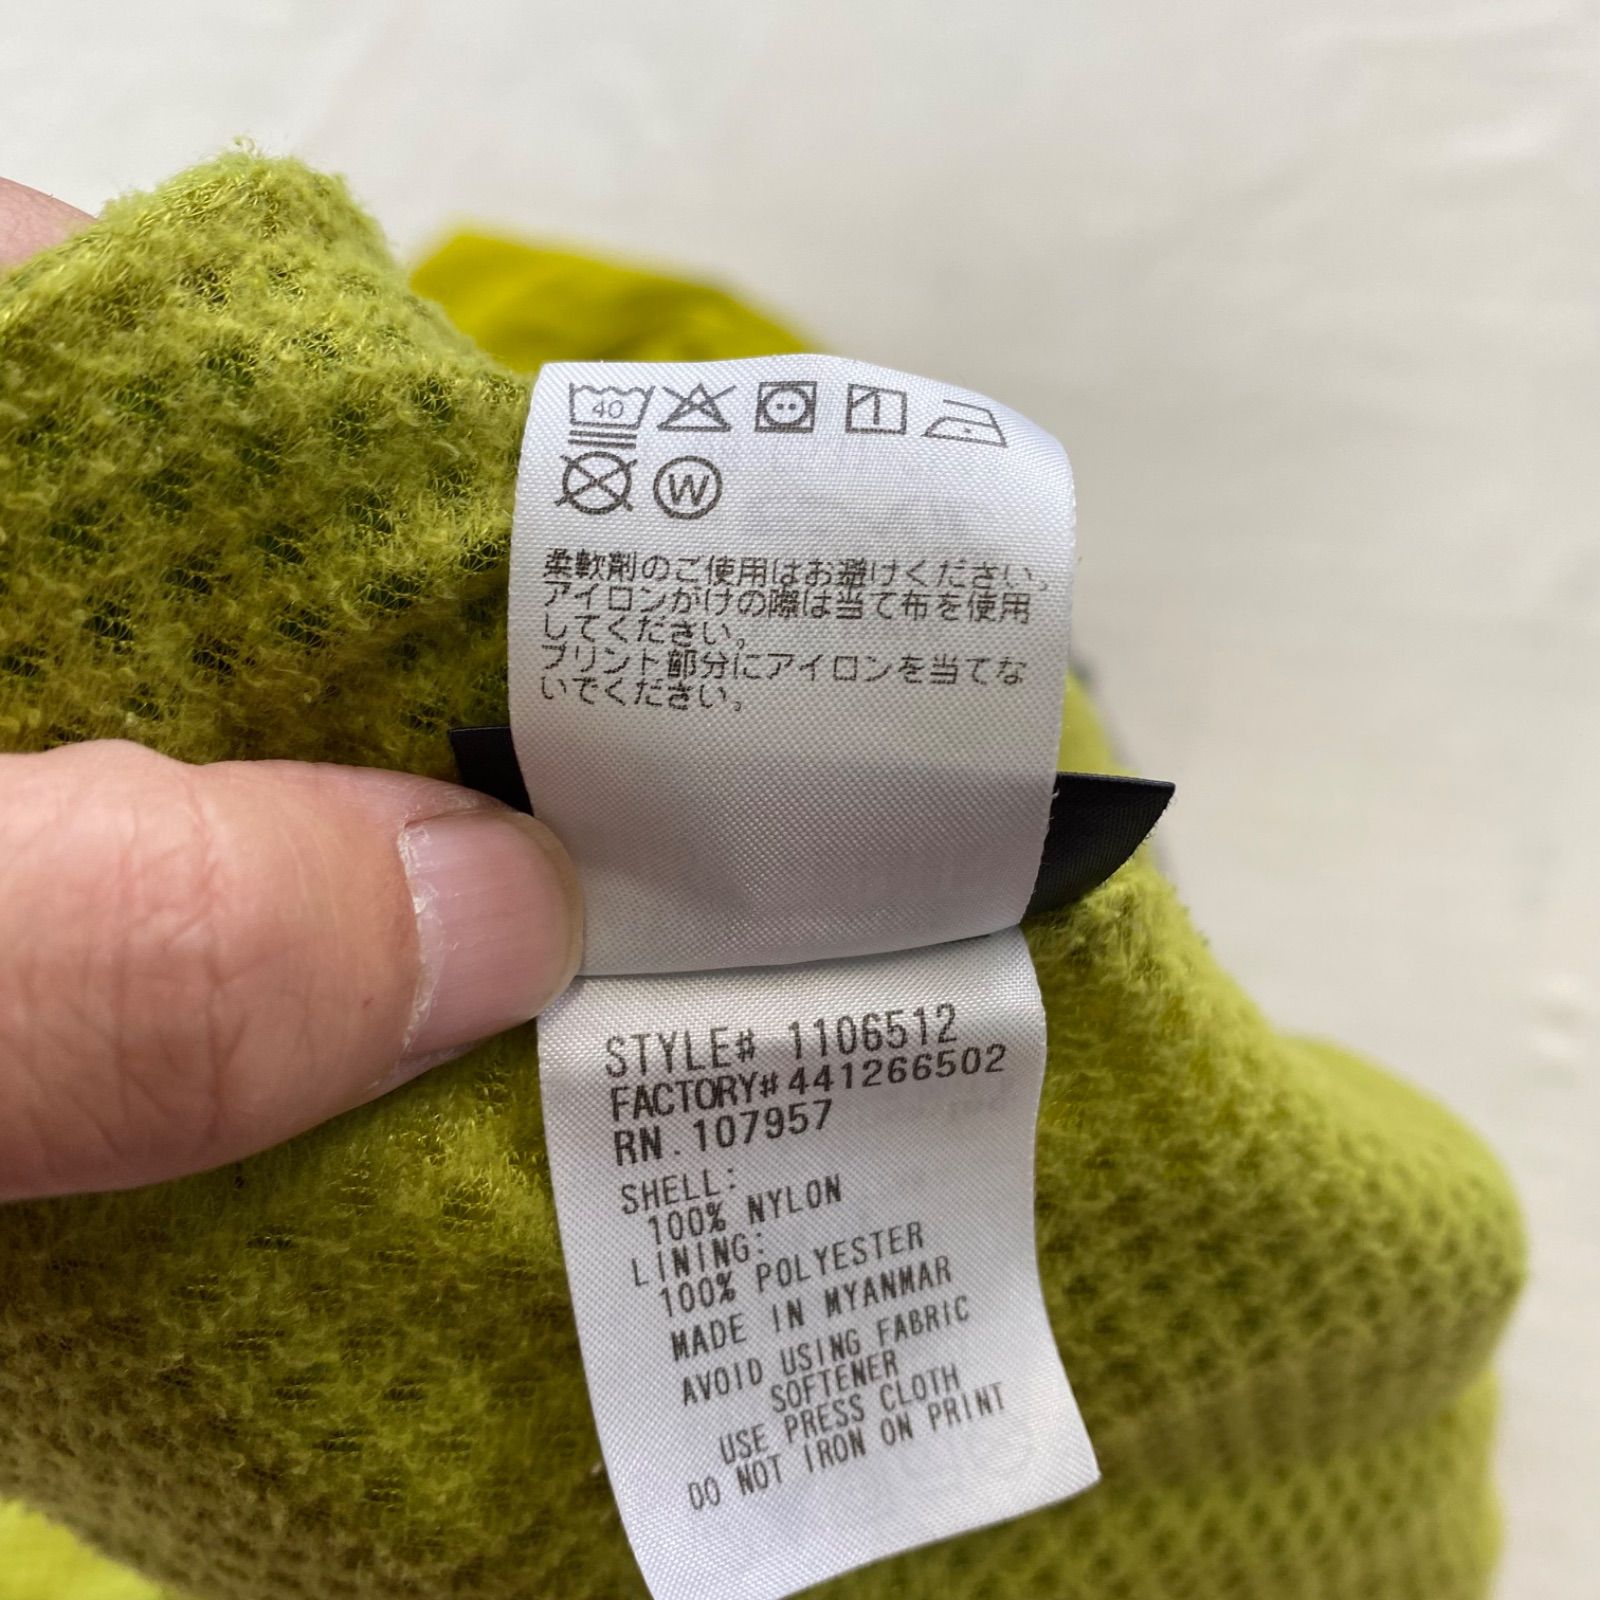 40
W
柔軟剤のご使用はお避けください。
アイロンがけの際は当て布を使用
してください。
プリント部分にアイロンを当てな
いでください。
STYLE# 1106512
FACTORY#441266502
RN.107957
SHELL:
100% NYLON
LINING:
100% POLYESTER
MADE IN MYANMAR
AVOID USING FABRIC
SOFTENER
USE PRESS CLOTH
DO NOT IRON ON PRINT